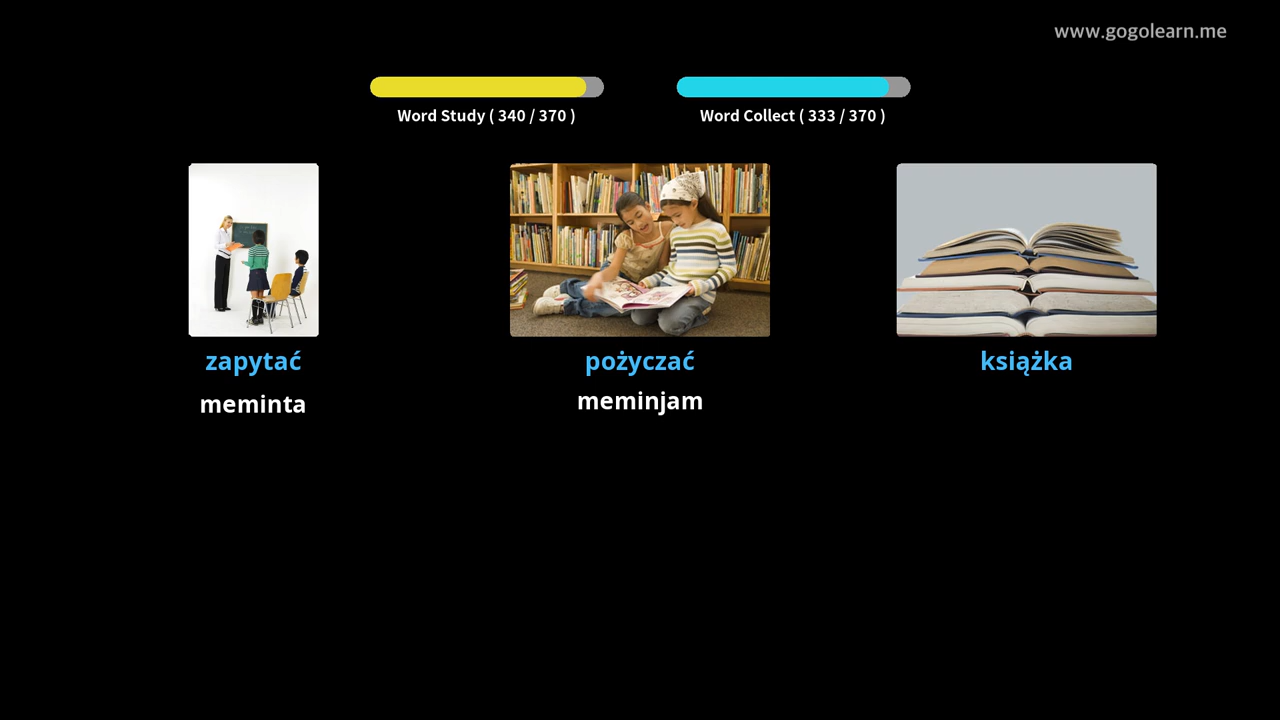 www.gogolearn.me
Word Study ( 340 / 370 )
Word Collect ( 333 / 370 )
zapytać
pożyczać
książka
meminta
meminjam